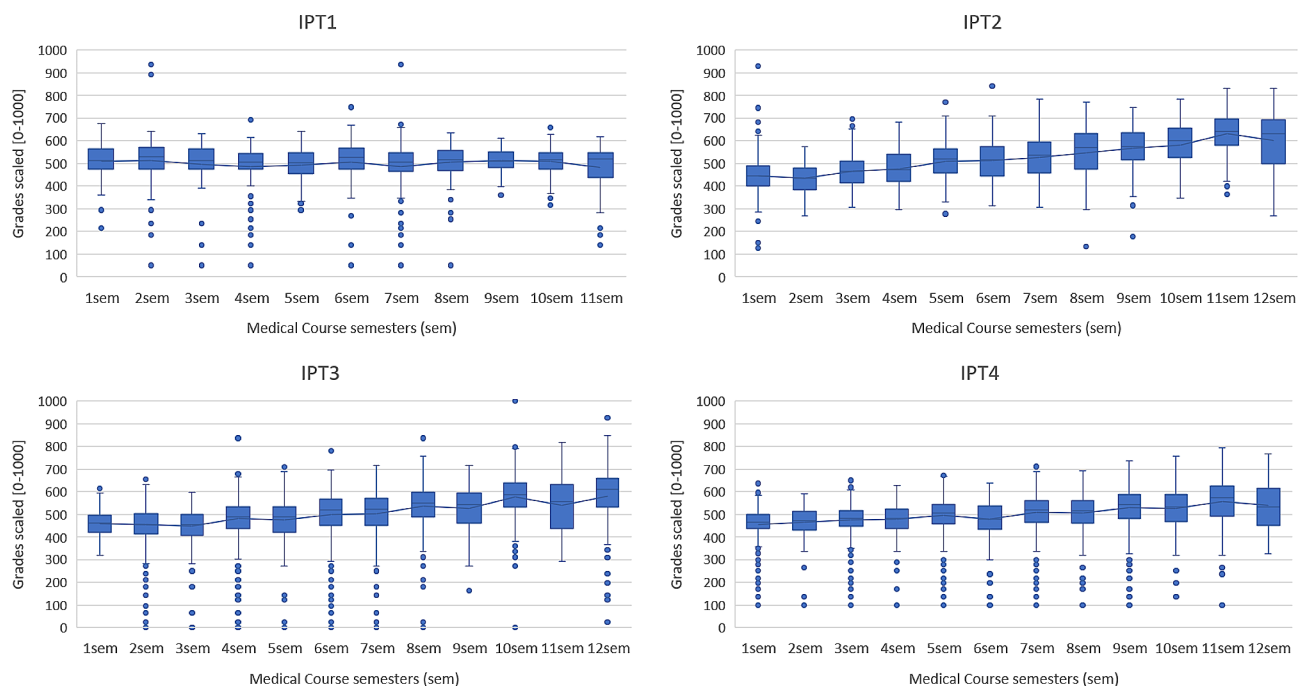 IPT1
Grades scaled [0-1000]
1000
900
800
700
600
500
400
300
200
100
0
1sem 2sem 3sem 4sem 5sem 6sem 7sem 8sem 9sem 10sem 11sem
Medical Course semesters (sem)
IPT2
Grades scaled [0-1000]
1000
900
800
700
600
500
400
300
200
100
0
1sem 2sem 3sem 4sem 5sem 6sem 7sem 8sem 9sem 10sem 11sem 12sem
Medical Course semesters (sem)
IPT3
Grades scaled [0-1000]
1000
900
800
700
600
500
400
300
200
100
0
1sem 2sem 3sem 4sem 5sem 6sem 7sem 8sem 9sem 10sem 11sem 12sem
Medical Course semesters (sem)
IPT4
Grades scaled [0-1000]
1000
900
800
700
600
500
400
300
200
100
0
1sem 2sem 3sem 4sem 5sem 6sem 7sem 8sem 9sem 10sem 11sem 12sem
Medical Course semesters (sem)